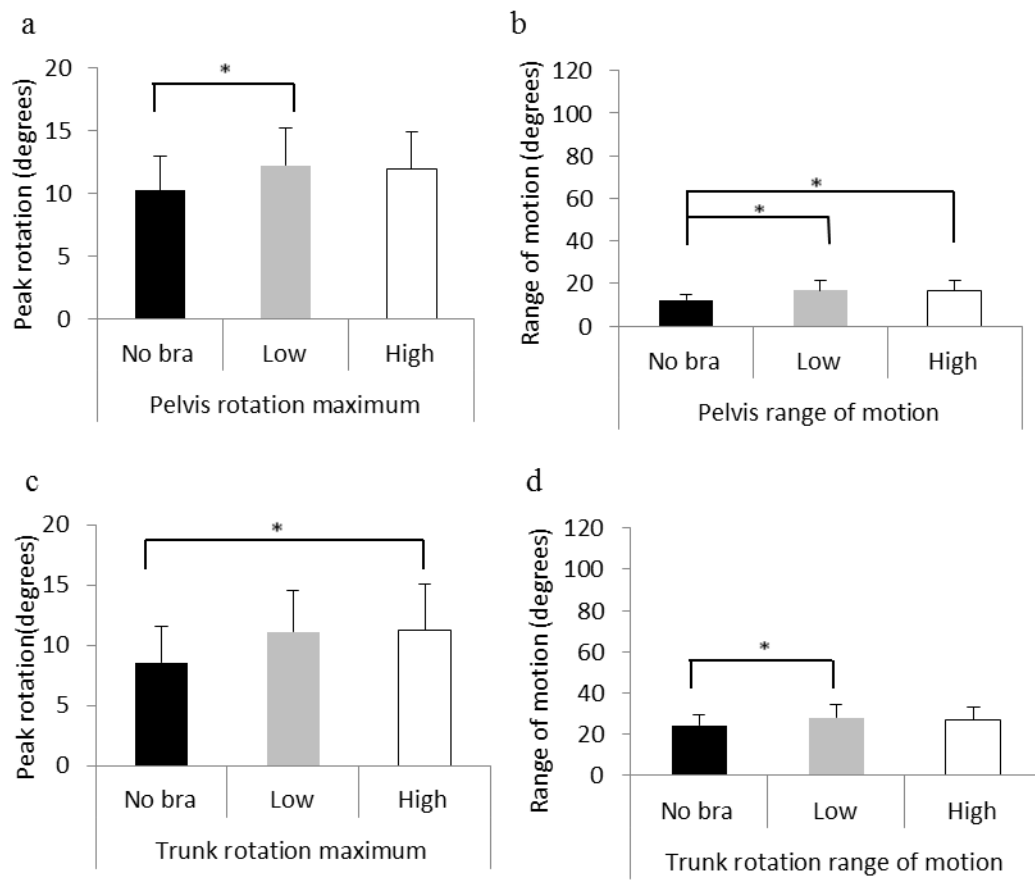 a
Peak rotation (degrees)
20
15
10
5
0
*
No bra Low High
Pelvis rotation maximum
b
Range of motion (degrees)
120
100
80
60
40
20
0
*
*
No bra Low High
Pelvis range of motion
c
Peak rotation(degrees)
20
15
10
5
0
*
No bra Low High
Trunk rotation maximum
d
Range of motion (degrees)
120
100
80
60
40
20
0
*
No bra Low High
Trunk rotation range of motion